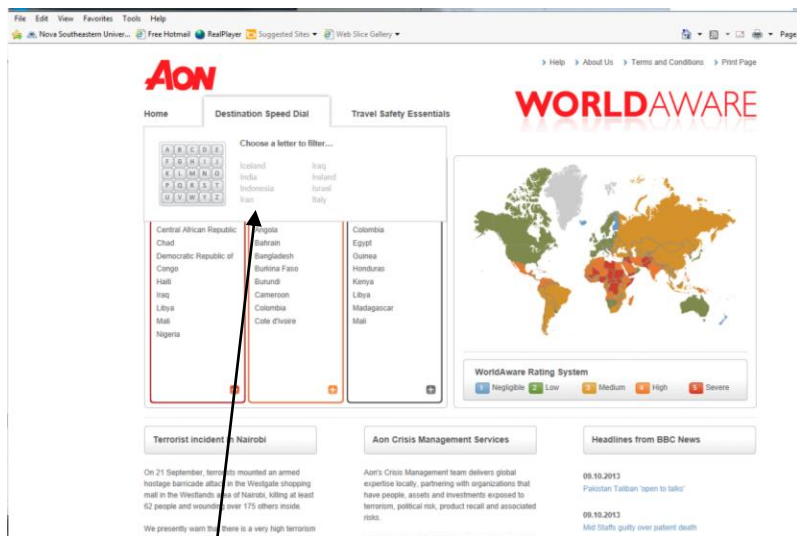 File Edit View Favorites Tools Help
Nova Southeastern Univer... Free Hotmail RealPlayer Suggested Sites Web Slice Gallery Page
Help About Us Terms and Conditions Print Page
AON
WORLDAWARE
Home Destination Speed Dial Travel Safety Essentials
Choose a letter to filter...
A B C D E
F G H I J
K L M N O
P Q R S T
U V W X Y Z
Iceland Iraq
India Ireland
Indonesia Israel
Iran Italy
Central African Republic
Chad
Democratic Republic of
Congo
Haiti
Iraq
Libya
Mali
Nigeria
Angola
Bahrain
Bangladesh
Burkina Faso
Burundi
Cameroon
Colombia
Cote d'Ivoire
Colombia
Egypt
Guinea
Honduras
Kenya
Libya
Madagascar
Mali
WorldAware Rating System
1 Negligible 2 Low 3 Medium 4 High 5 Severe
Terrorist incident in Nairobi
On 21 September, terrorists mounted an armed
hostage barricade attack in the Westgate shopping
mall in the Westlands area of Nairobi, killing at least
62 people and wounding over 175 others inside.
We presently warn that there is a very high terrorism
Aon Crisis Management Services
Aon's Crisis Management team delivers global
expertise locally, partnering with organizations that
have people, assets and investments exposed to
terrorism, political risk, product recall and associated
risks.
Headlines from BBC News
09.10.2013
Pakistan Taliban 'open to talks'
09.10.2013
Mid Staffs guilty over patient death